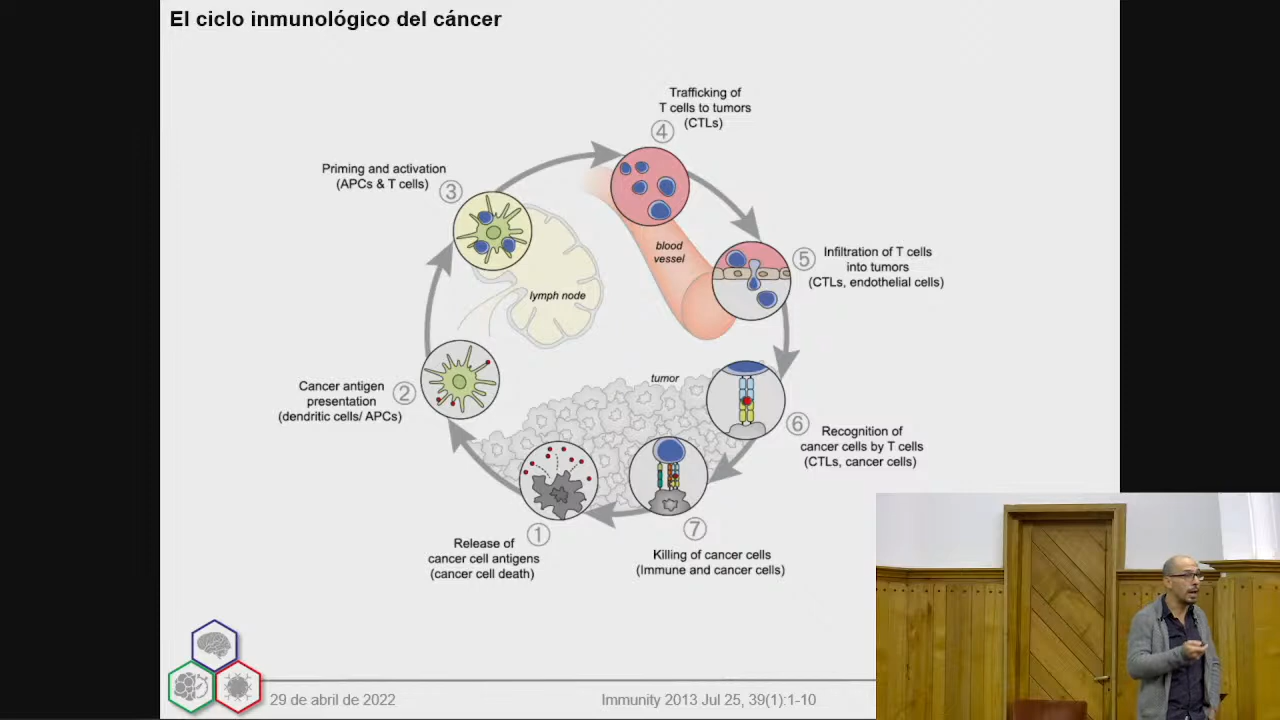 El ciclo inmunológico del cáncer
Trafficking of
T cells to tumors
(CTLs)
4
Priming and activation
(APCs & T cells)
3
blood
vessel
5
Infiltration of T cells
into tumors
(CTLs, endothelial cells)
lymph node
tumor
Cancer antigen
presentation
(dendritic cells/ APCs)
2
6
Recognition of
cancer cells by T cells
(CTLs, cancer cells)
1
Release of
cancer cell antigens
(cancer cell death)
7
Killing of cancer cells
(Immune and cancer cells)
29 de abril de 2022
Immunity 2013 Jul 25, 39(1):1-10